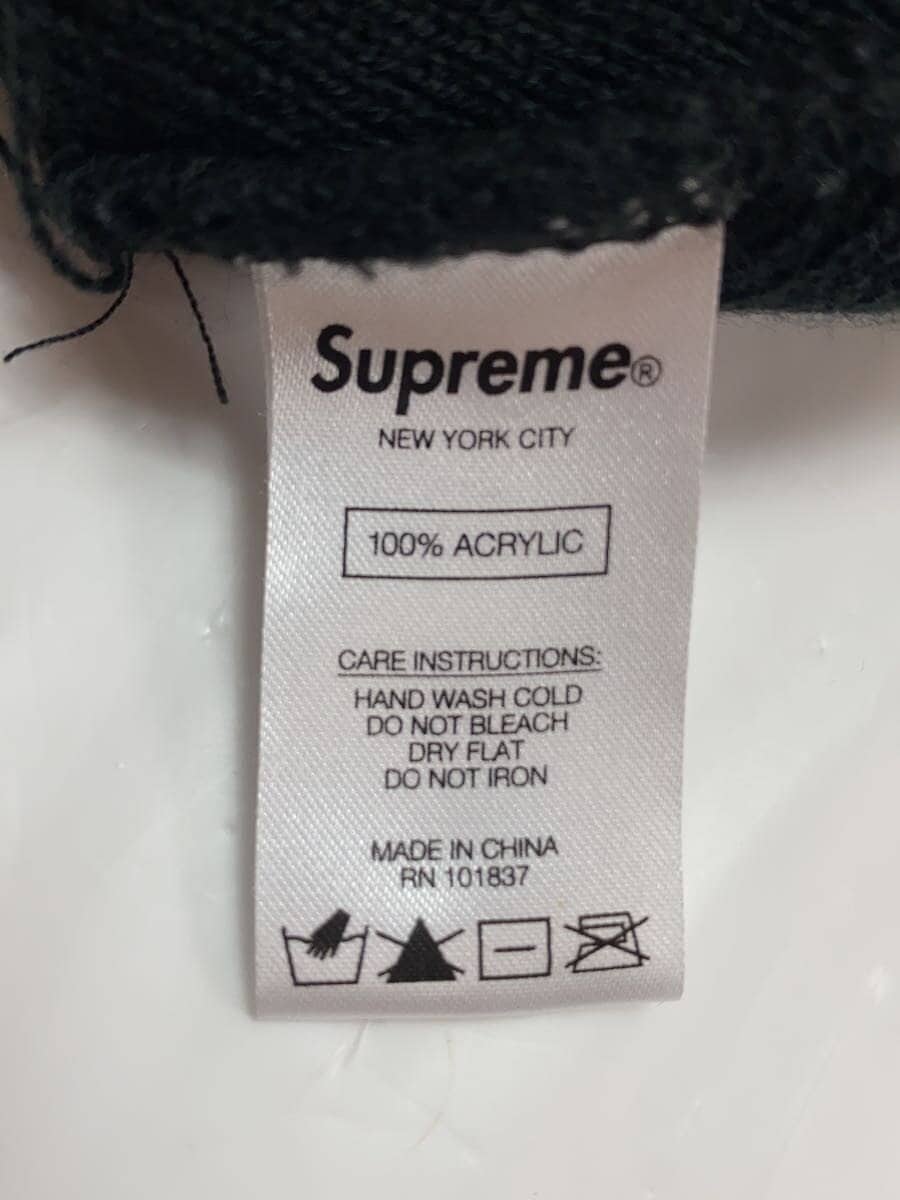 Supreme®
NEW YORK CITY
100% ACRYLIC
CARE INSTRUCTIONS:
HAND WASH COLD
DO NOT BLEACH
DRY FLAT
DO NOT IRON
MADE IN CHINA
RN 101837